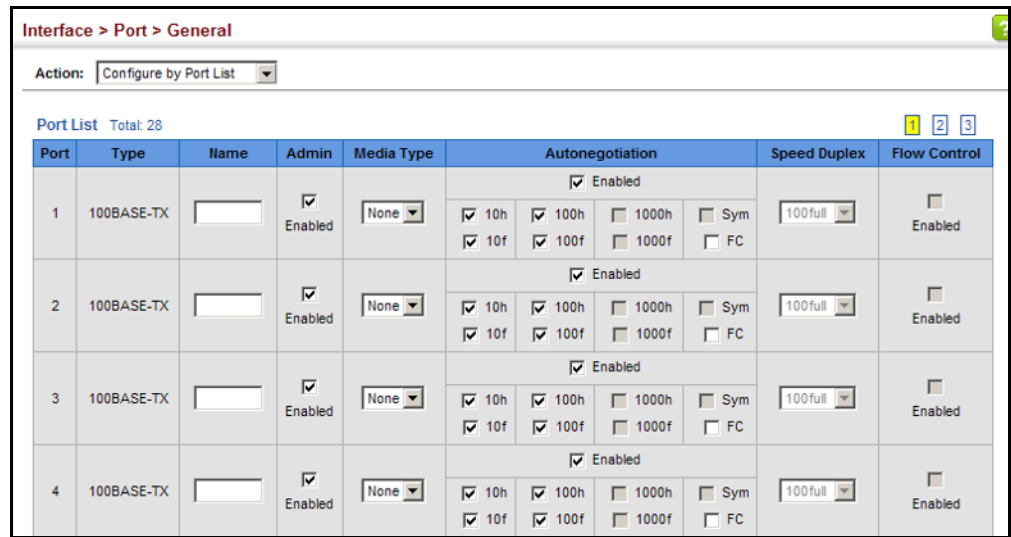 Interface > Port > General
?
Action: Configure by Port List
Port List Total: 28
1 2 3
Port Type Name Admin Media Type Autonegotiation Speed Duplex Flow Control
Enabled
1 100BASE-TX Enabled None 10h 100h 1000h Sym 100full Enabled
10f 100f 1000f FC
Enabled
2 100BASE-TX Enabled None 10h 100h 1000h Sym 100full Enabled
10f 100f 1000f FC
Enabled
3 100BASE-TX Enabled None 10h 100h 1000h Sym 100full Enabled
10f 100f 1000f FC
Enabled
4 100BASE-TX Enabled None 10h 100h 1000h Sym 100full Enabled
10f 100f 1000f FC